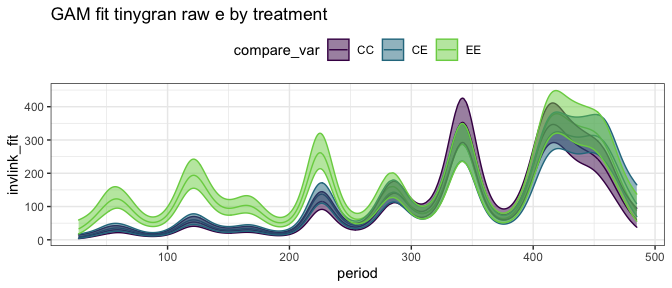 GAM fit tinygran raw e by treatment
compare_var CC CE EE
invlink_fit
400
300
200
100
0
100 200 300 400 500
period